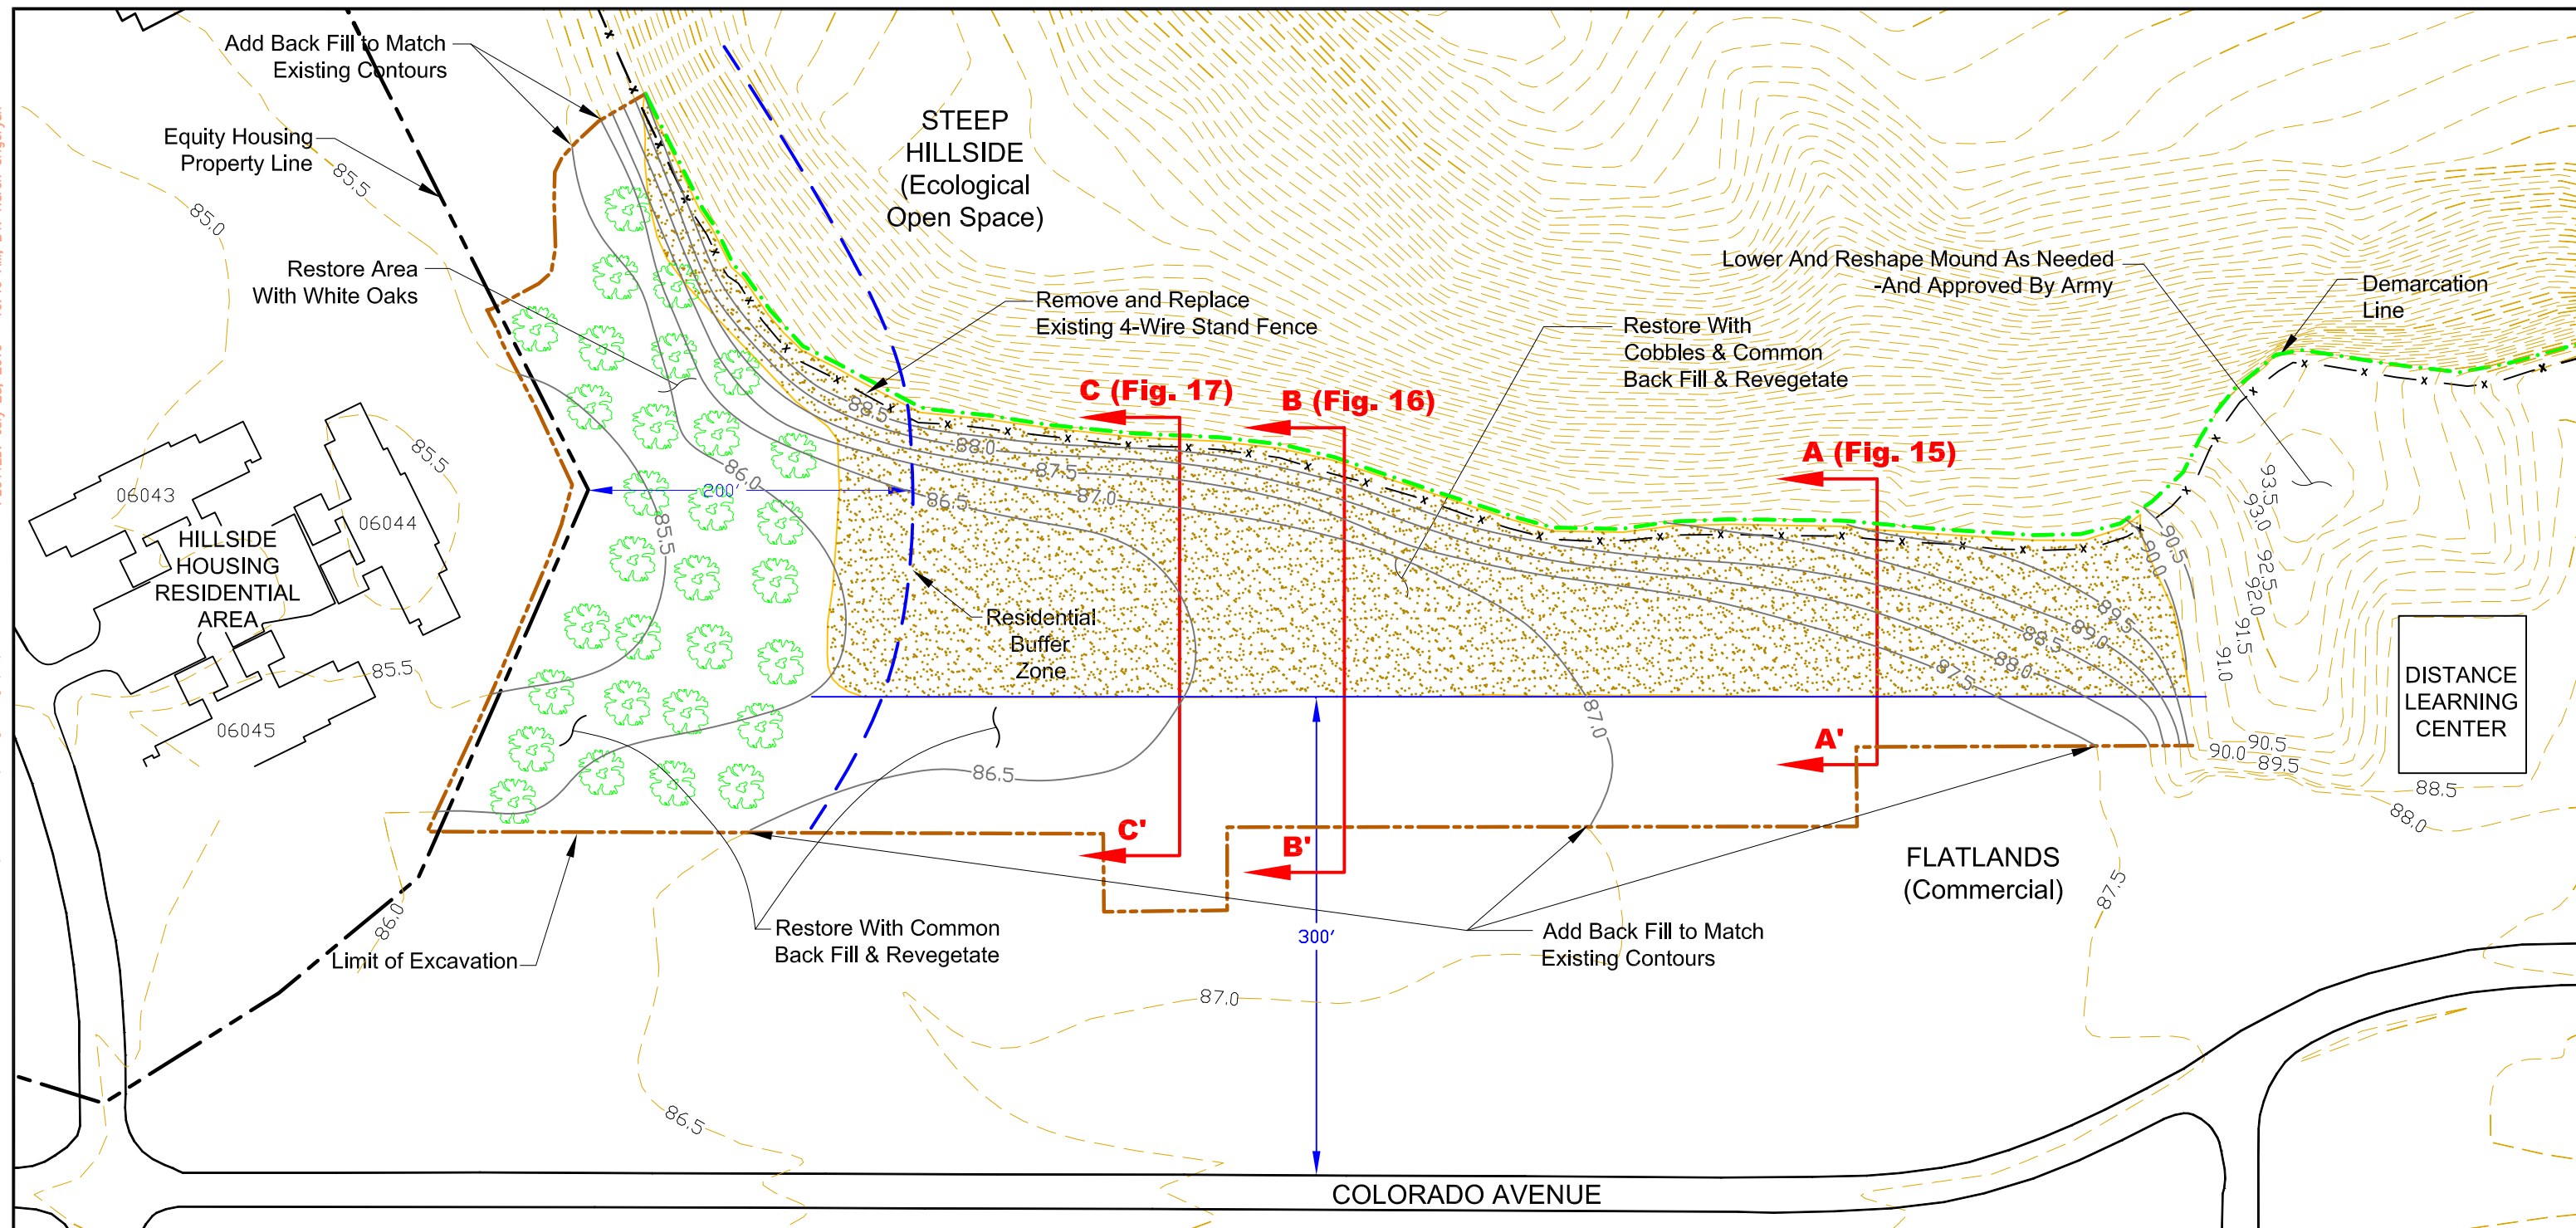 Add Back Fill to Match
Existing Contours
Equity Housing
Property Line
85.5
85.0
Restore Area
With White Oaks
STEEP
HILLSIDE
(Ecological
Open Space)
Remove and Replace
Existing 4-Wire Stand Fence
Lower And Reshape Mound As Needed
-And Approved By Army
Demarcation
Line
Restore With
Cobbles & Common
Back Fill & Revegetate
C (Fig. 17)
B (Fig. 16)
A (Fig. 15)
88.5
88.0
87.5
87.0
86.5
86.0
200'
85.5
85.5
06043
06044
HILLSIDE
HOUSING
RESIDENTIAL
AREA
85.5
06045
Residential
Buffer
Zone
93.5
93.0
92.5
92.0
91.5
91.0
90.5
90.0
89.5
89.0
88.5
88.0
87.5
87.0
DISTANCE
LEARNING
CENTER
90.0
90.5
89.5
88.5
88.0
A'
86.5
C'
B'
FLATLANDS
(Commercial)
87.5
86.0
Restore With Common
Back Fill & Revegetate
300'
Add Back Fill to Match
Existing Contours
Limit of Excavation
87.0
86.5
COLORADO AVENUE